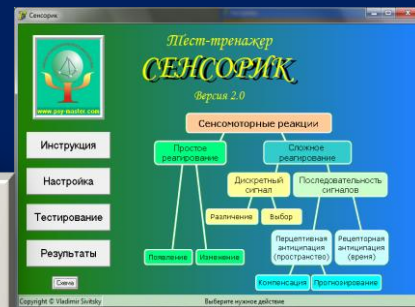 Сенсорик
Тест-тренажер
СЕНСОРИК
Версия 2.0
www.psy-master.com
Инструкция
Настройка
Тестирование
Результаты
Схема
Сенсомоторные реакции
Простое
реагирование
Сложное
реагирование
Дискретный
сигнал
Последовательность
сигналов
Различение
Выбор
Перцептивная
антиципация
(пространство)
Рецепторная
антиципация
(время)
Появление
Изменение
Компенсация
Прогнозирование
Copyright © Vladimir Sivitsky
Выберите нужное действие